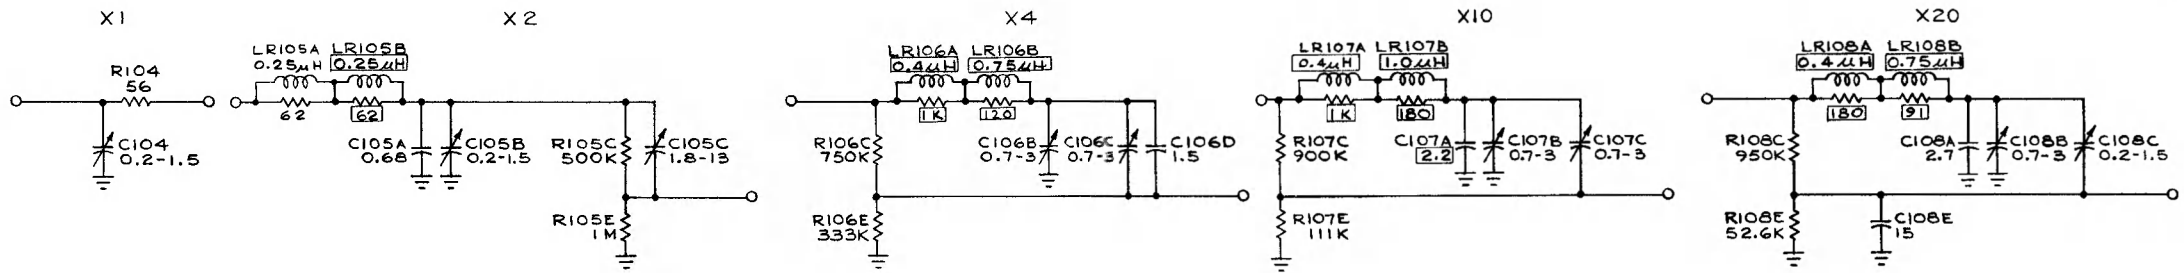 X1
R104
56
C104
0.2-1.5
X2
LR105A
0.25µH
LR105B
0.25µH
62
62
C105A
0.68
C105B
0.2-1.5
R105C
500K
C105C
1.8-13
R105E
1M
X4
LR106A
0.4µH
LR106B
0.75µH
1K
120
R106C
750K
C106B
0.7-3
C106C
0.7-3
C106D
1.5
R106E
333K
X10
LR107A
0.4µH
LR107B
1.0µH
1K
180
R107C
900K
C107A
2.2
C107B
0.7-3
C107C
0.7-3
R107E
111K
X20
LR108A
0.4µH
LR108B
0.75µH
180
91
R108C
950K
C108A
2.7
C108B
0.7-3
C108C
0.2-1.5
R108E
52.6K
C108E
15